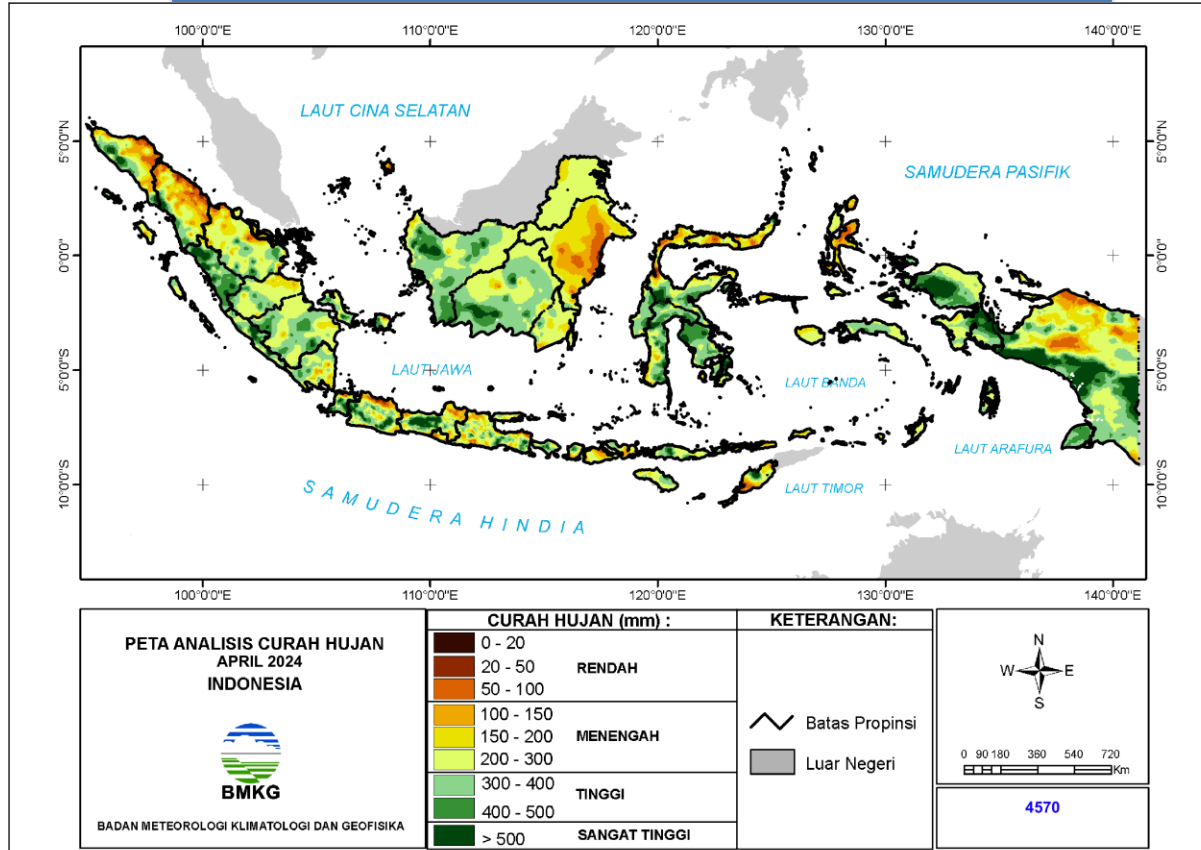 100°0'0"E 110°0'0"E 120°0'0"E 130°0'0"E 140°0'0"E
LAUT CINA SELATAN
5°0'0"N 5°0'0"N
SAMUDERA PASIFIK
0°0'0" 0°0'0"
LAUT JAWA
LAUT BANDA
5°0'0"S 5°0'0"S
LAUT ARAFURA
LAUT TIMOR
10°0'0"S 10°0'0"S
SAMUDERA HINDIA
100°0'0"E 110°0'0"E 120°0'0"E 130°0'0"E 140°0'0"E
PETA ANALISIS CURAH HUJAN
APRIL 2024
INDONESIA
BMKG
BADAN METEOROLOGI KLIMATOLOGI DAN GEOFISIKA
CURAH HUJAN (mm) :
0 - 20
20 - 50
50 - 100
RENDAH
100 - 150
150 - 200
200 - 300
MENENGAH
300 - 400
400 - 500
TINGGI
> 500
SANGAT TINGGI
KETERANGAN:
Batas Propinsi
Luar Negeri
N
W E
S
0 90 180 360 540 720
Km
4570